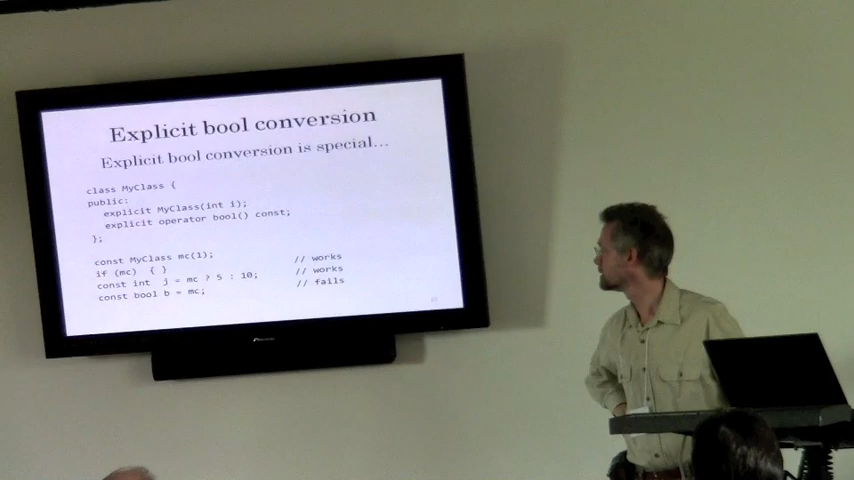 Explicit bool conversion
Explicit bool conversion is special...
class MyClass {
public:
explicit MyClass(int i);
explicit operator bool() const;
};
const MyClass mc(1);
if (mc) { } // works
const int j = mc ? 5 : 10; // works
const bool b = mc; // fails